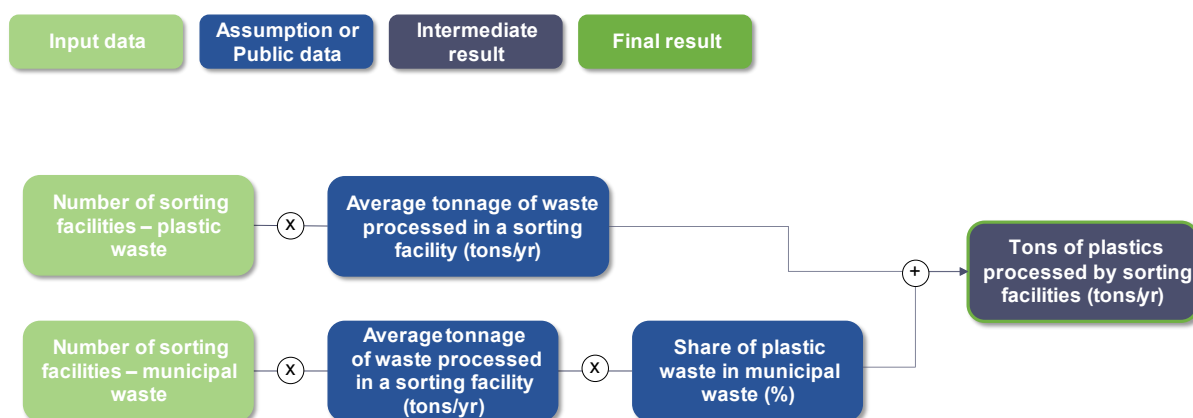 Input data
Assumption or
Public data
Intermediate
result
Final result
Number of sorting
facilities – plastic
waste
x
Average tonnage of waste
processed in a sorting
facility (tons/yr)
+
Tons of plastics
processed by sorting
facilities (tons/yr)
Number of sorting
facilities – municipal
waste
x
Average tonnage
of waste processed
in a sorting facility
(tons/yr)
x
Share of plastic
waste in municipal
waste (%)